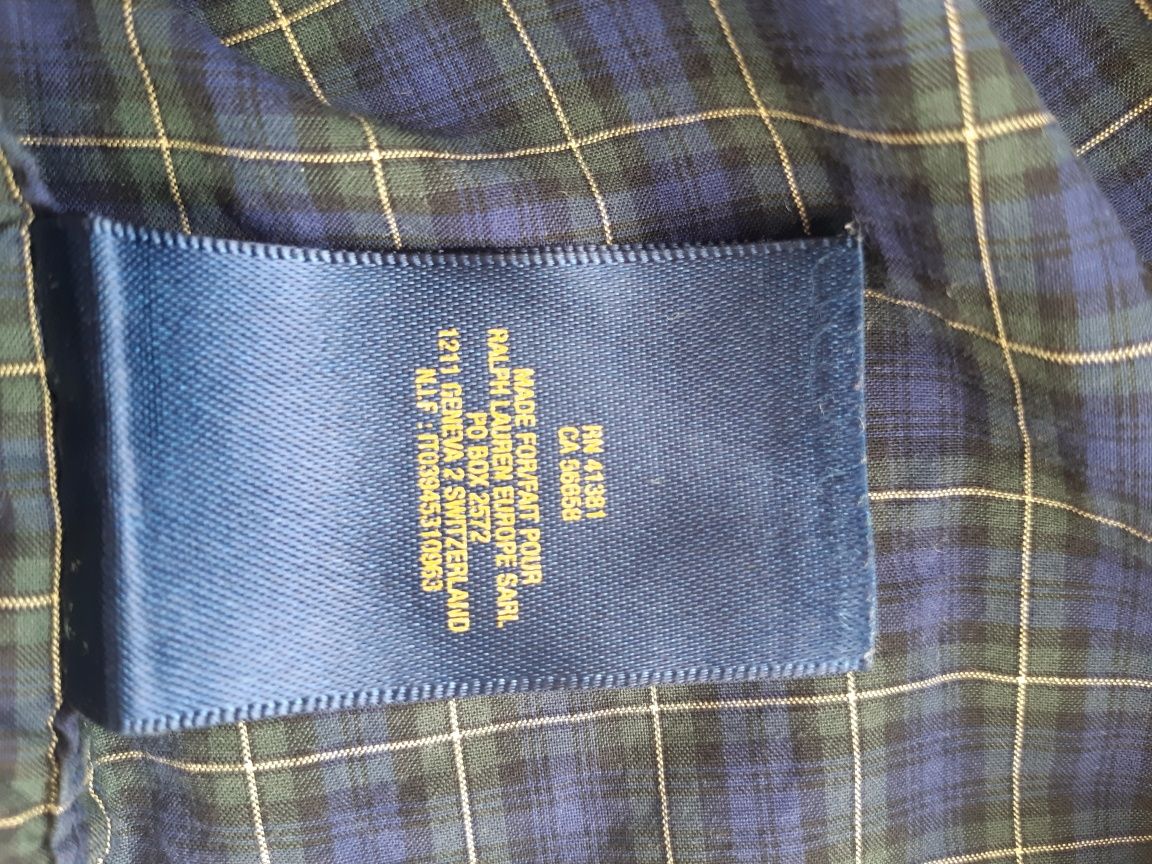 RN 41381
CA 56658
MADE FOR/FAIT POUR
RALPH LAUREN EUROPE SARL
PO BOX 2572
1211 GENEVA 2 SWITZERLAND
N.I.F : IT03945310963